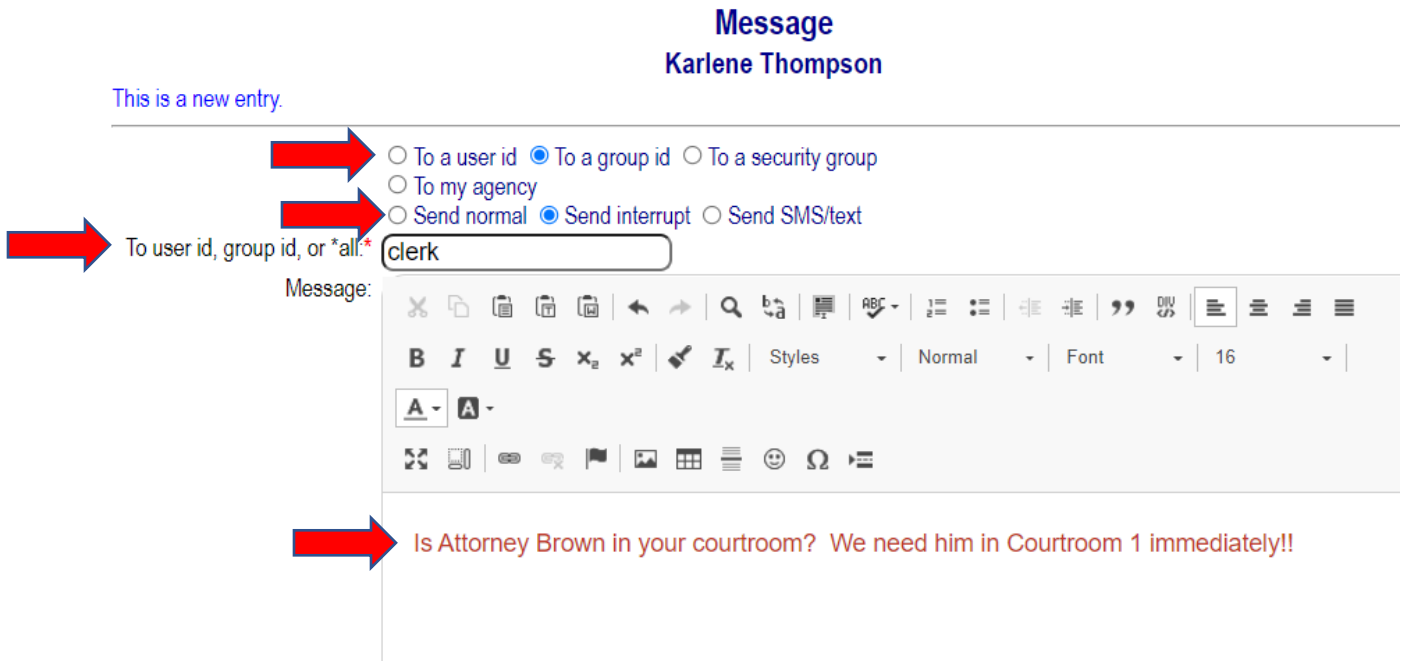 Message
Karlene Thompson
This is a new entry.
To a user id To a group id To a security group
To my agency
Send normal Send interrupt Send SMS/text
To user id, group id, or *all:* clerk
Message:
ABC
Styles Normal Font 16
Is Attorney Brown in your courtroom? We need him in Courtroom 1 immediately!!